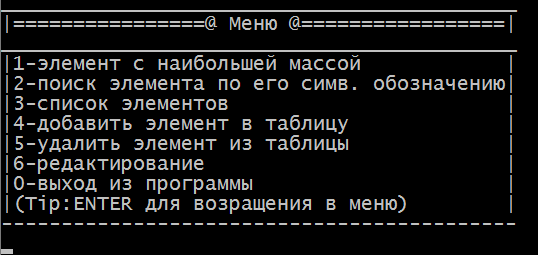 |================@ Меню @=================|
|1-элемент с наибольшей массой
|2-поиск элемента по его симв. обозначению|
|3-список элементов
|4-добавить элемент в таблицу
|5-удалить элемент из таблицы
|6-редактирование
|0-выход из программы
|(Tip:ENTER для возращения в меню)